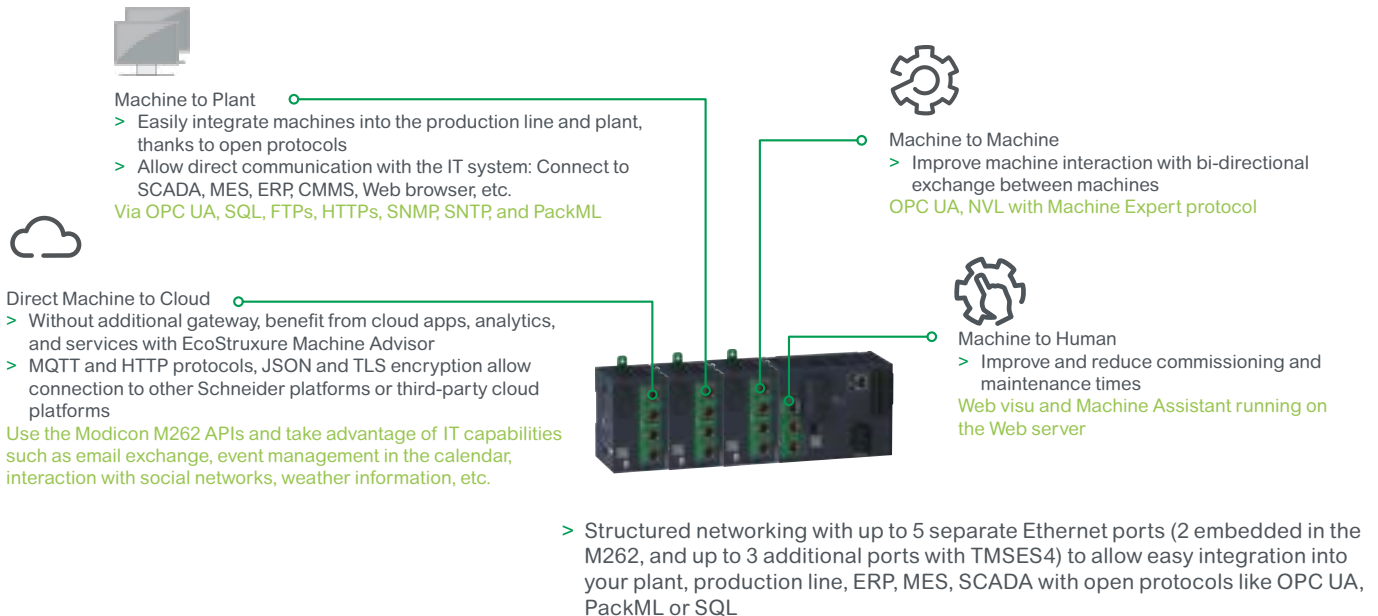 Machine to Plant
> Easily integrate machines into the production line and plant,
thanks to open protocols
> Allow direct communication with the IT system: Connect to
SCADA, MES, ERP, CMMS, Web browser, etc.
Via OPC UA, SQL, FTPs, HTTPs, SNMP, SNTP, and PackML
Direct Machine to Cloud
> Without additional gateway, benefit from cloud apps, analytics,
and services with EcoStruxure Machine Advisor
> MQTT and HTTP protocols, JSON and TLS encryption allow
connection to other Schneider platforms or third-party cloud
platforms
Use the Modicon M262 APIs and take advantage of IT capabilities
such as email exchange, event management in the calendar,
interaction with social networks, weather information, etc.
Machine to Machine
> Improve machine interaction with bi-directional
exchange between machines
OPC UA, NVL with Machine Expert protocol
Machine to Human
> Improve and reduce commissioning and
maintenance times
Web visu and Machine Assistant running on
the Web server
> Structured networking with up to 5 separate Ethernet ports (2 embedded in the
M262, and up to 3 additional ports with TMSES4) to allow easy integration into
your plant, production line, ERP, MES, SCADA with open protocols like OPC UA,
PackML or SQL